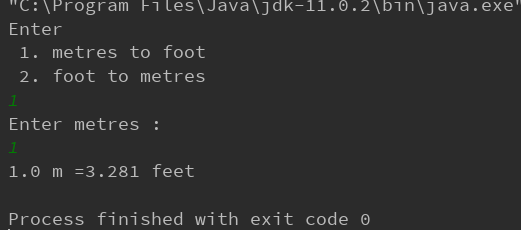 "C:\Program Files\Java\jdk-11.0.2\bin\java.exe"
Enter
1. metres to foot
2. foot to metres
1
Enter metres :
1
1.0 m =3.281 feet
Process finished with exit code 0